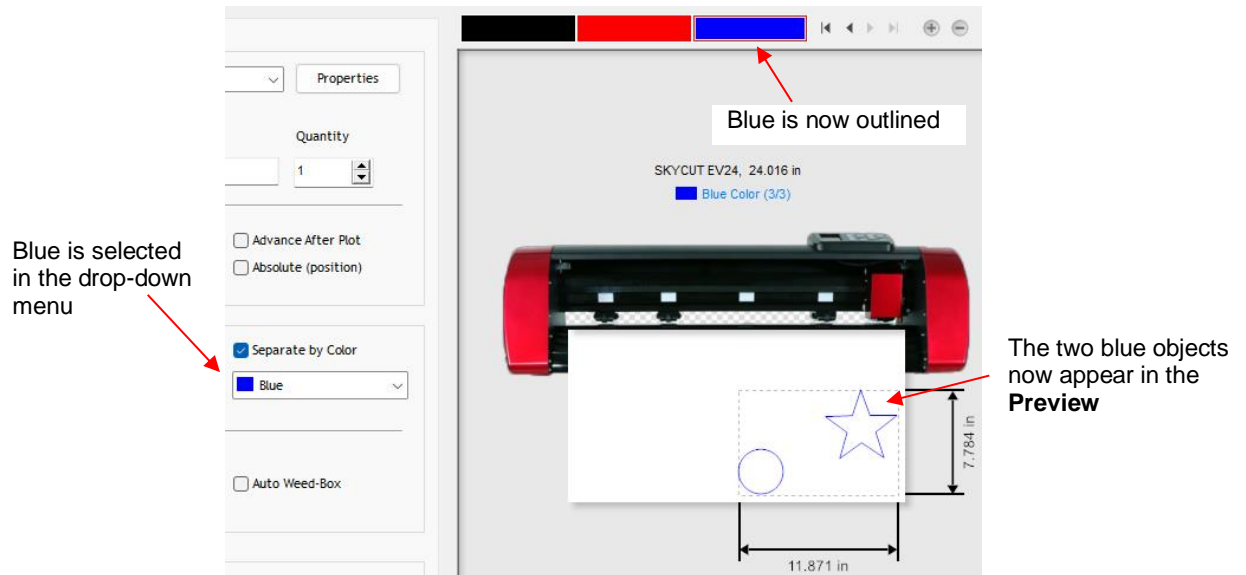 Properties
Blue is now outlined
Quantity
1
SKYCUT EV24, 24.016 in
Blue Color (3/3)
Blue is selected
in the drop-down
menu
Advance After Plot
Absolute (position)
Separate by Color
Blue
The two blue objects
now appear in the
Preview
7.784 in
Auto Weed-Box
11.871 in